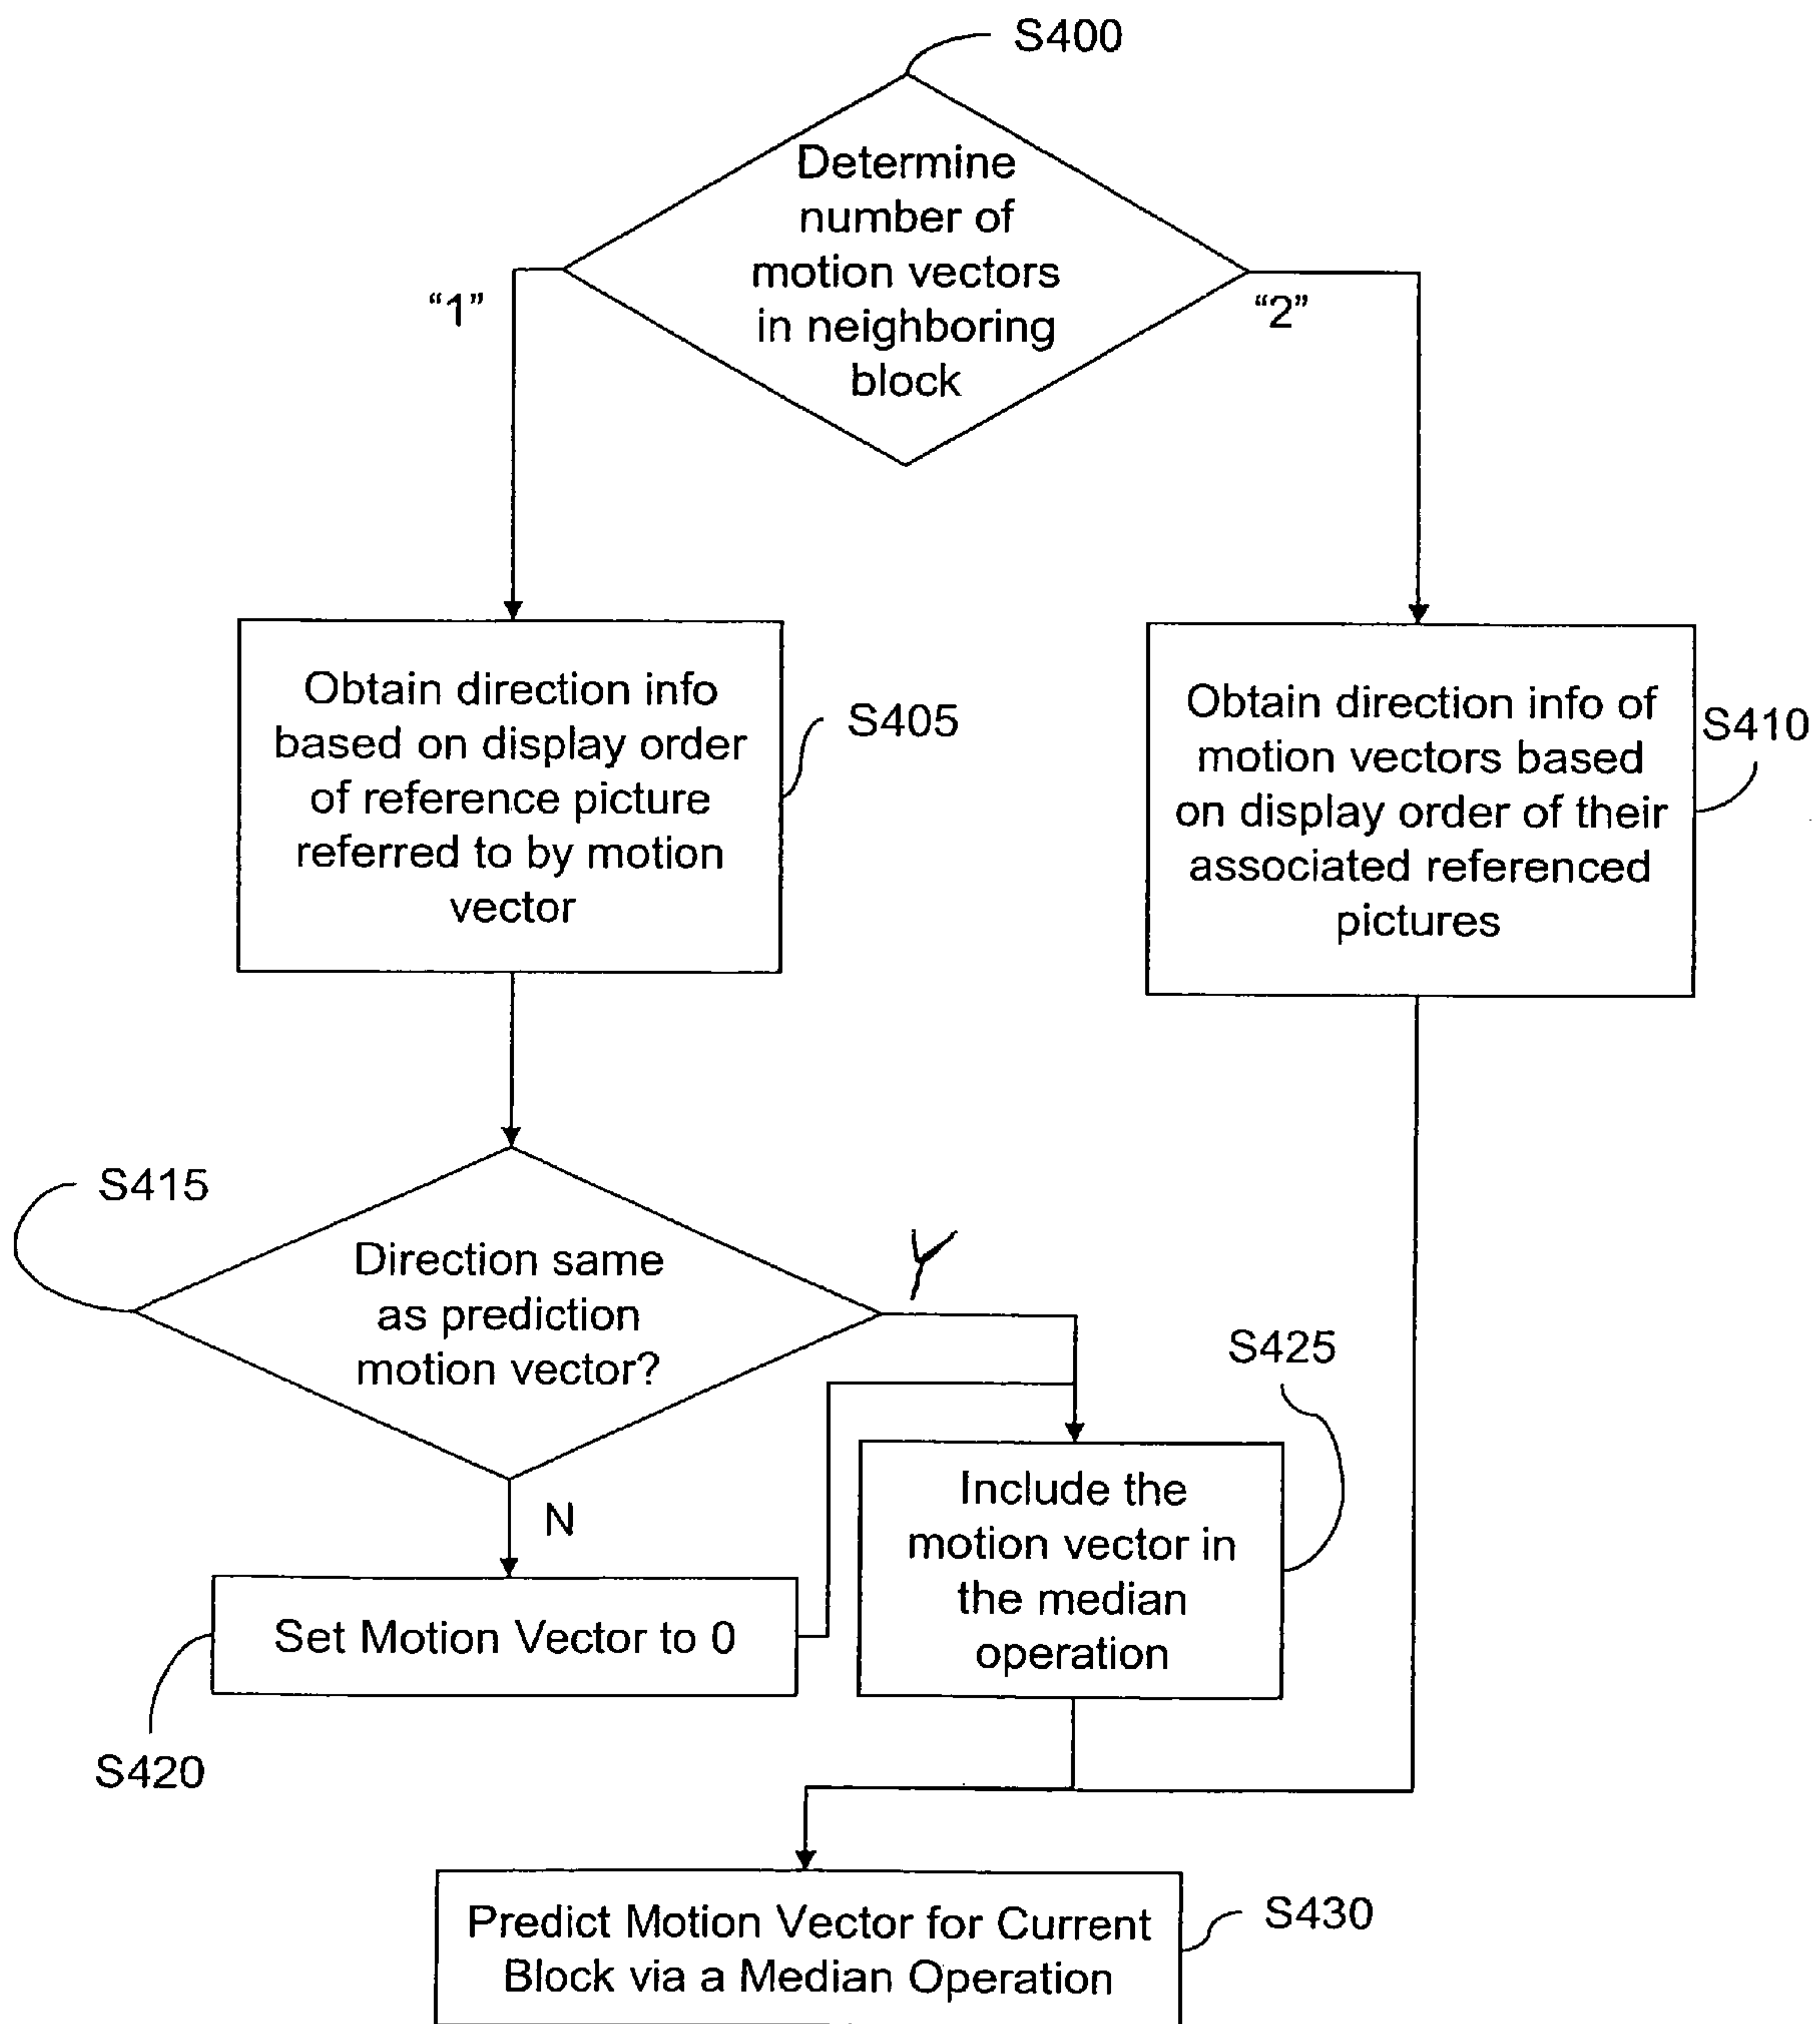 S400
Determine
number of
motion vectors
in neighboring
block
“1”
“2”
Obtain direction info
based on display order
of reference picture
referred to by motion
vector
S405
Obtain direction info of
motion vectors based
on display order of their
associated referenced
pictures
S410
S415
Direction same
as prediction
motion vector?
Y
N
S425
Include the
motion vector in
the median
operation
Set Motion Vector to 0
S420
Predict Motion Vector for Current
Block via a Median Operation
S430